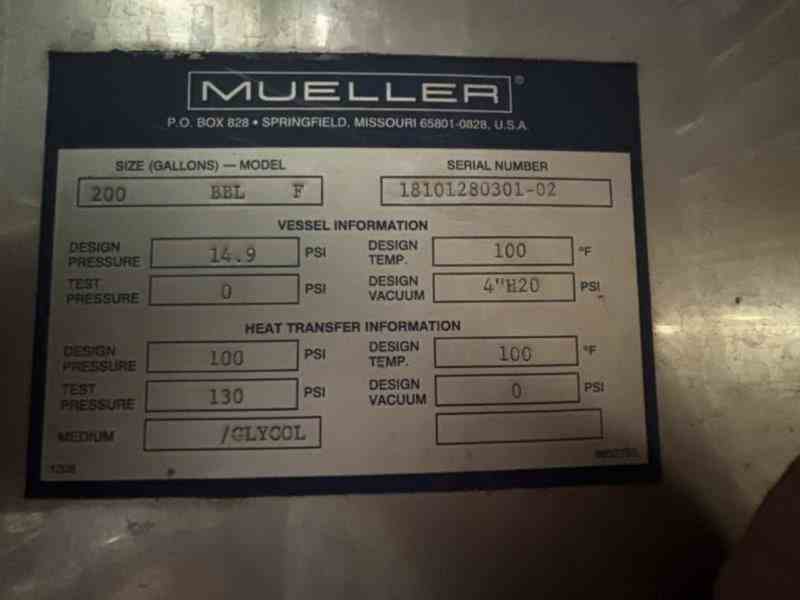 MUELLER®
P.O. BOX 828 • SPRINGFIELD, MISSOURI 65801-0828, U.S.A.
SIZE (GALLONS) — MODEL SERIAL NUMBER
200 BBL F 18101280301-02
VESSEL INFORMATION
DESIGN PRESSURE 14.9 PSI DESIGN TEMP. 100 °F
TEST PRESSURE 0 PSI DESIGN VACUUM 4"H20 PSI
HEAT TRANSFER INFORMATION
DESIGN PRESSURE 100 PSI DESIGN TEMP. 100 °F
TEST PRESSURE 130 PSI DESIGN VACUUM 0 PSI
MEDIUM /GLYCOL